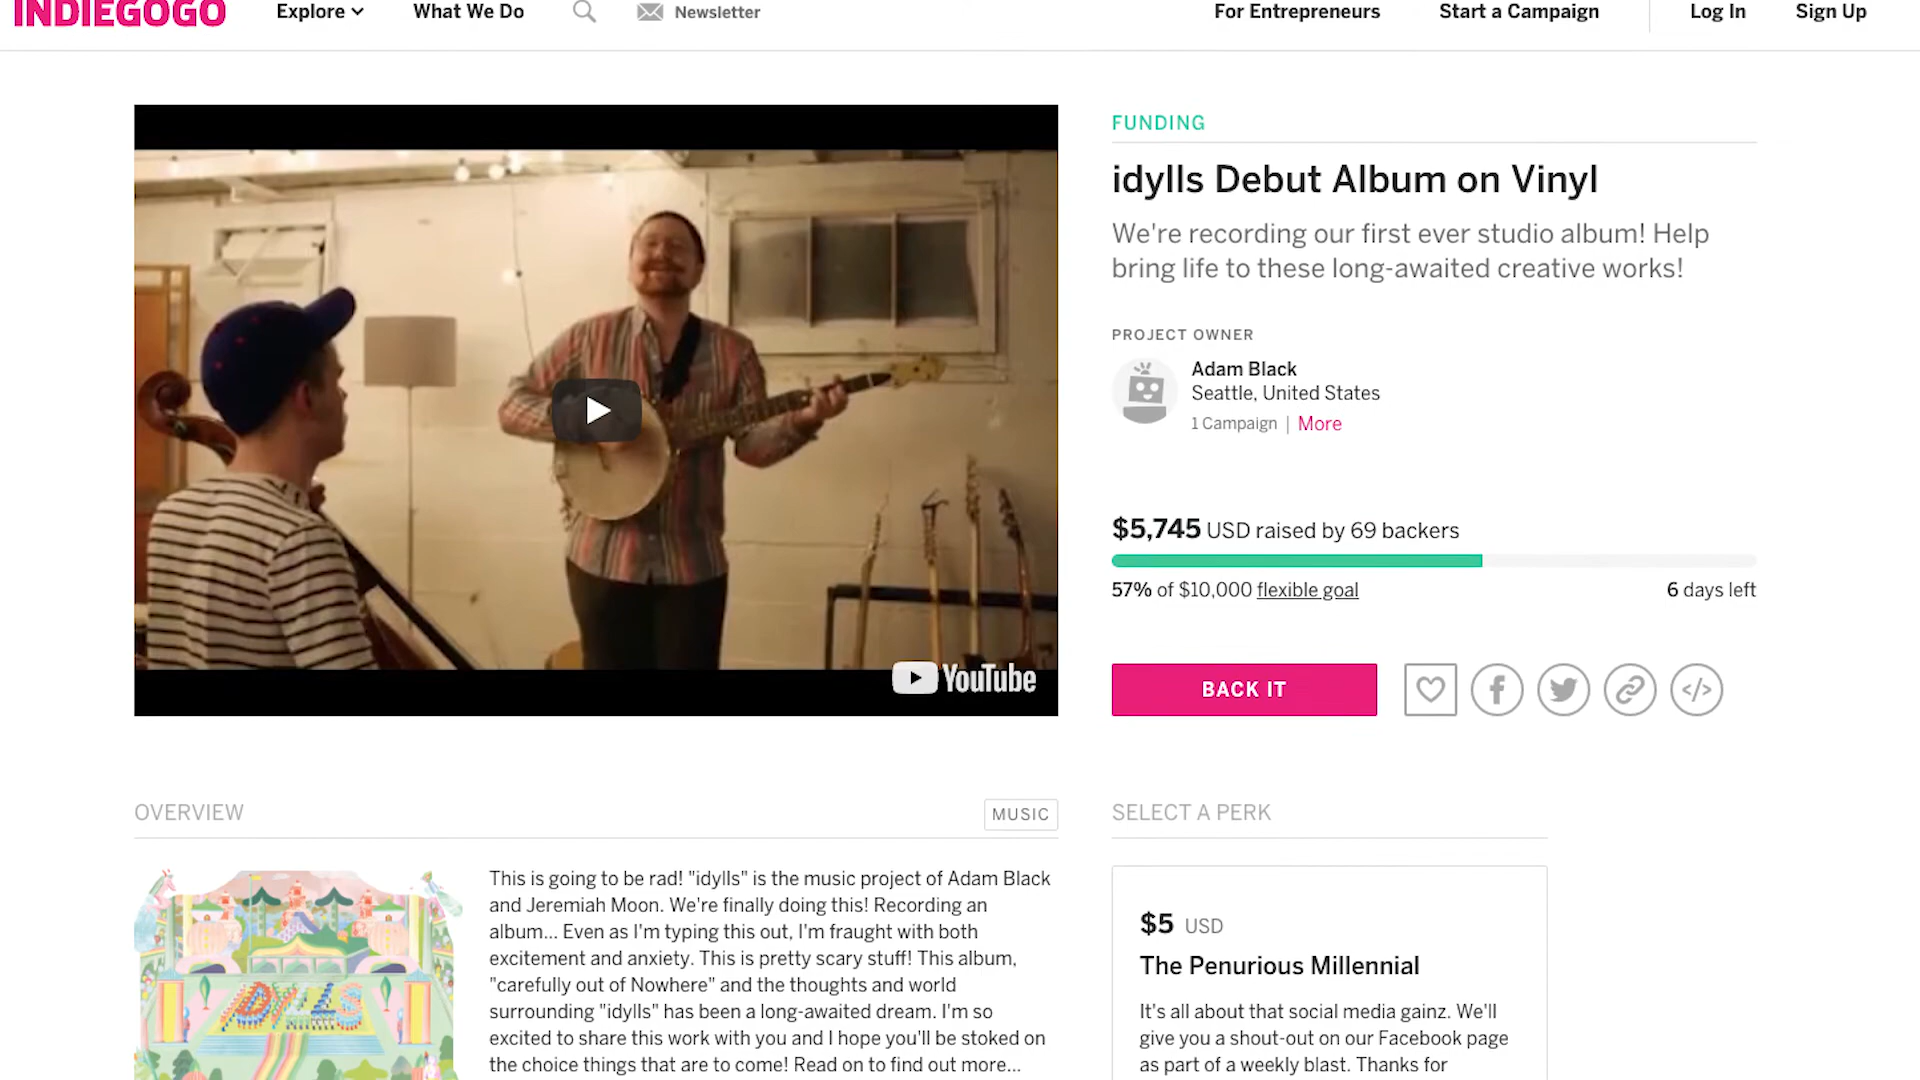 INDIEGOGO
Explore
What We Do
Newsletter
For Entrepreneurs
Start a Campaign
Log In
Sign Up
YouTube
FUNDING
idylls Debut Album on Vinyl
We're recording our first ever studio album! Help
bring life to these long-awaited creative works!
PROJECT OWNER
Adam Black
Seattle, United States
1 Campaign | More
$5,745 USD raised by 69 backers
57% of $10,000 flexible goal
6 days left
BACK IT
OVERVIEW
MUSIC
IDYLLS
This is going to be rad! "idylls" is the music project of Adam Black
and Jeremiah Moon. We're finally doing this! Recording an
album... Even as I'm typing this out, I'm fraught with both
excitement and anxiety. This is pretty scary stuff! This album,
"carefully out of Nowhere" and the thoughts and world
surrounding "idylls" has been a long-awaited dream. I'm so
excited to share this work with you and I hope you'll be stoked on
the choice things that are to come! Read on to find out more...
SELECT A PERK
$5 USD
The Penurious Millennial
It's all about that social media gainz. We'll
give you a shout-out on our Facebook page
as part of a weekly blast. Thanks for